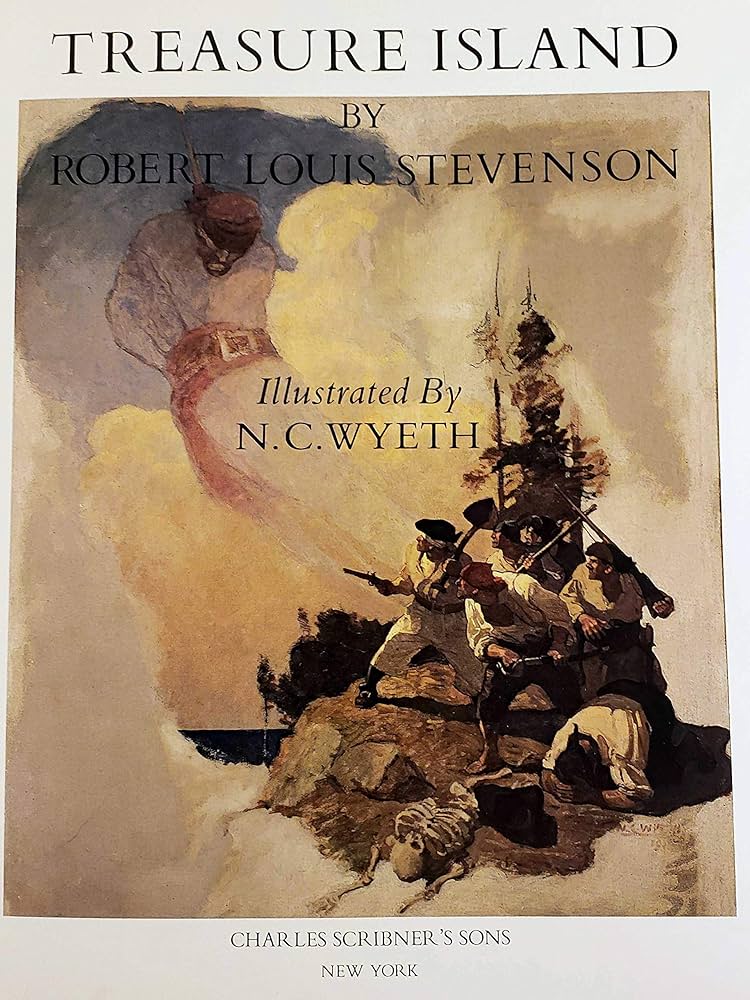 TREASURE ISLAND
BY
ROBERT LOUIS STEVENSON
Illustrated By
N.C.WYETH
CHARLES SCRIBNER'S SONS
NEW YORK